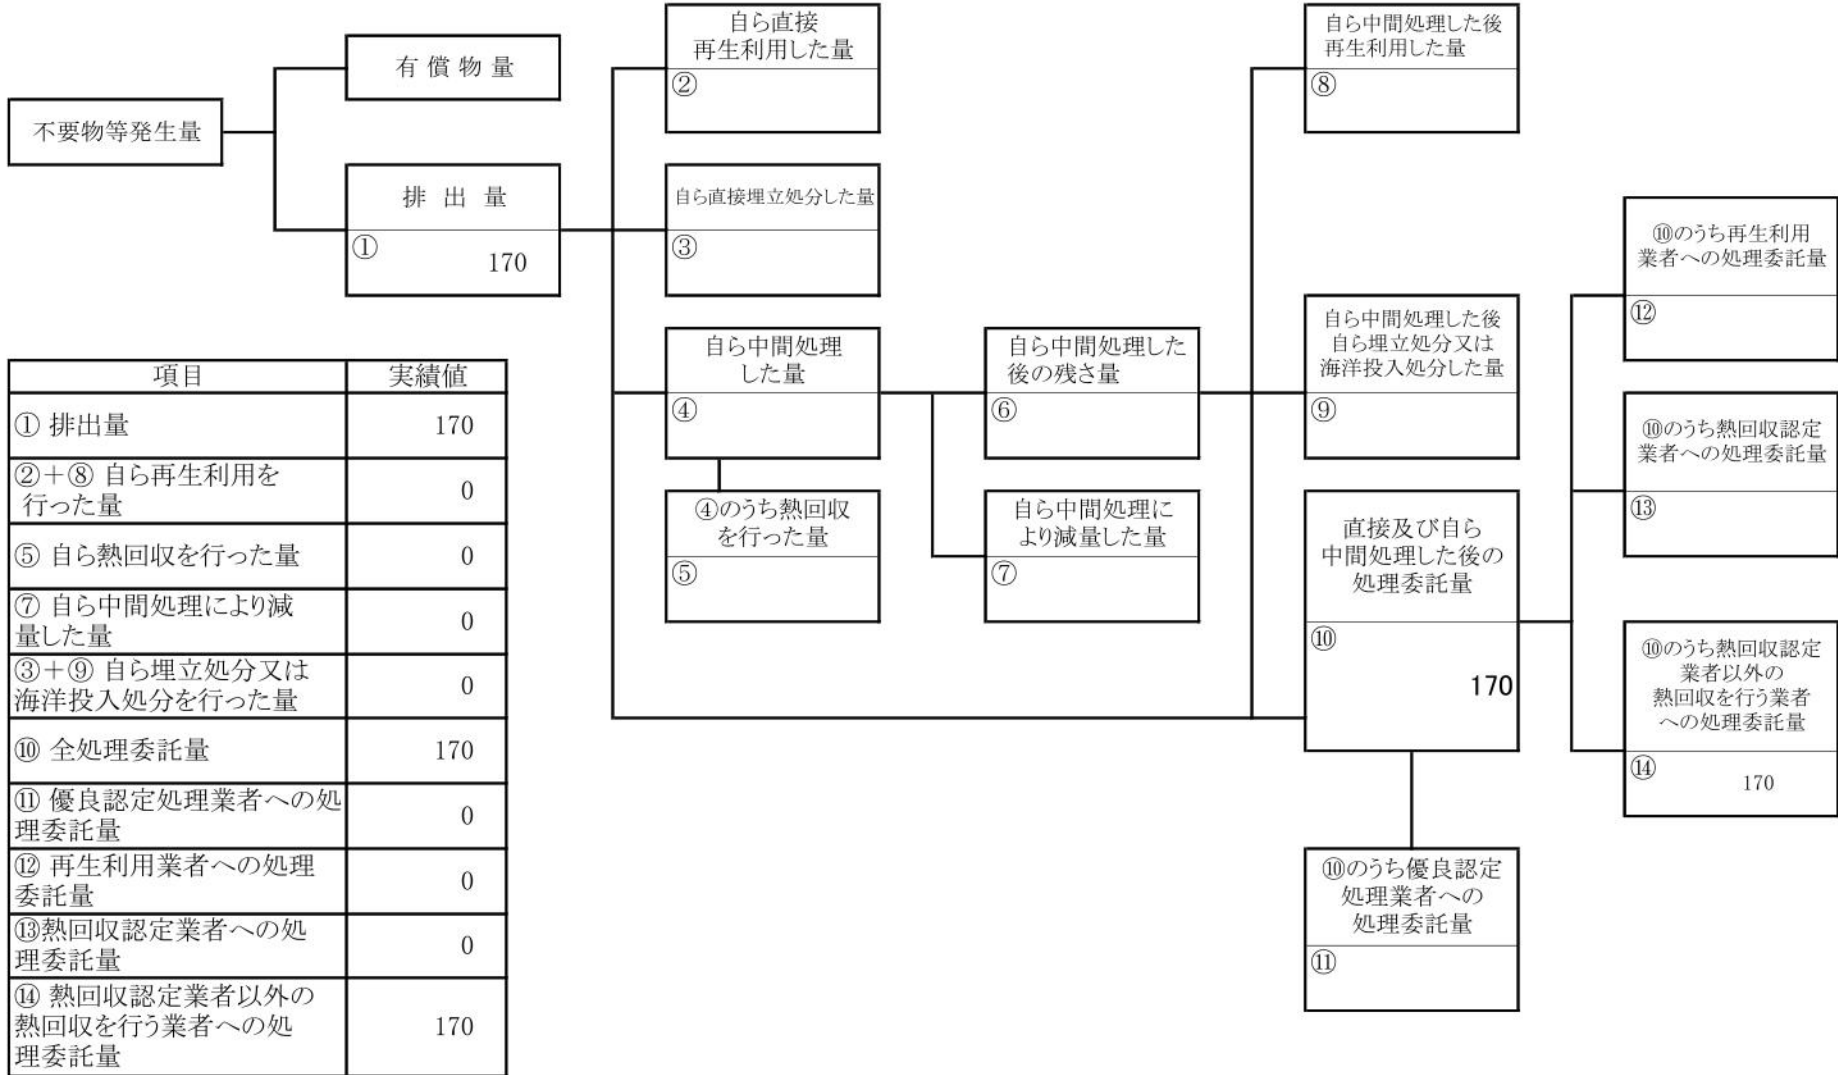 不要物等発生量
有 償 物 量
排 出 量
①
170
自ら直接
再生利用した量
②
自ら直接埋立処分した量
③
自ら中間処理
した量
④
④のうち熱回収
を行った量
⑤
自ら中間処理した
後の残さ量
⑥
自ら中間処理に
より減量した量
⑦
自ら中間処理した後
再生利用した量
⑧
自ら中間処理した後
自ら埋立処分又は
海洋投入処分した量
⑨
直接及び自ら
中間処理した後の
処理委託量
⑩
170
⑩のうち優良認定
処理業者への
処理委託量
⑪
⑩のうち再生利用
業者への処理委託量
⑫
⑩のうち熱回収認定
業者への処理委託量
⑬
⑩のうち熱回収認定
業者以外の
熱回収を行う業者
への処理委託量
⑭
170
項目 実績値
① 排出量 170
②+⑧ 自ら再生利用を
行った量 0
⑤ 自ら熱回収を行った量 0
⑦ 自ら中間処理により減
量した量 0
③+⑨ 自ら埋立処分又は
海洋投入処分を行った量 0
⑩ 全処理委託量 170
⑪ 優良認定処理業者への処
理委託量 0
⑫ 再生利用業者への処理
委託量 0
⑬熱回収認定業者への処
理委託量 0
⑭ 熱回収認定業者以外の
熱回収を行う業者への処
理委託量 170